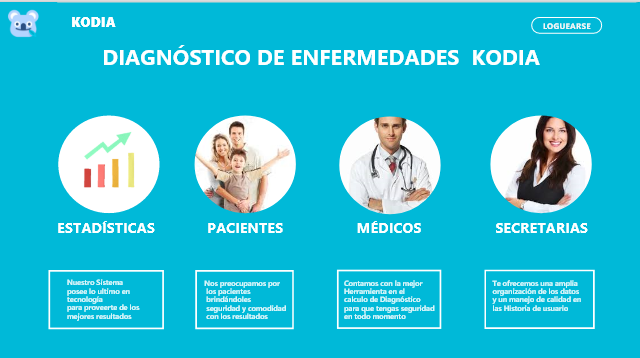 KODIA
LOGUEARSE
DIAGNÓSTICO DE ENFERMEDADES KODIA
ESTADÍSTICAS
PACIENTES
MÉDICOS
SECRETARIAS
Nuestro Sistema
posee lo ultimo en
tecnología
para proveerte de los
mejores resultados
Nos preocupamos por
los pacientes
brindándoles
seguridad y comodidad
con los resultados
Contamos con la mejor
Herramienta en el
calculo de Diagnóstico
para que tengas seguridad
en todo momento
Te ofrecemos una amplia
organización de los datos
y un manejo de calidad en
las Historia de usuario